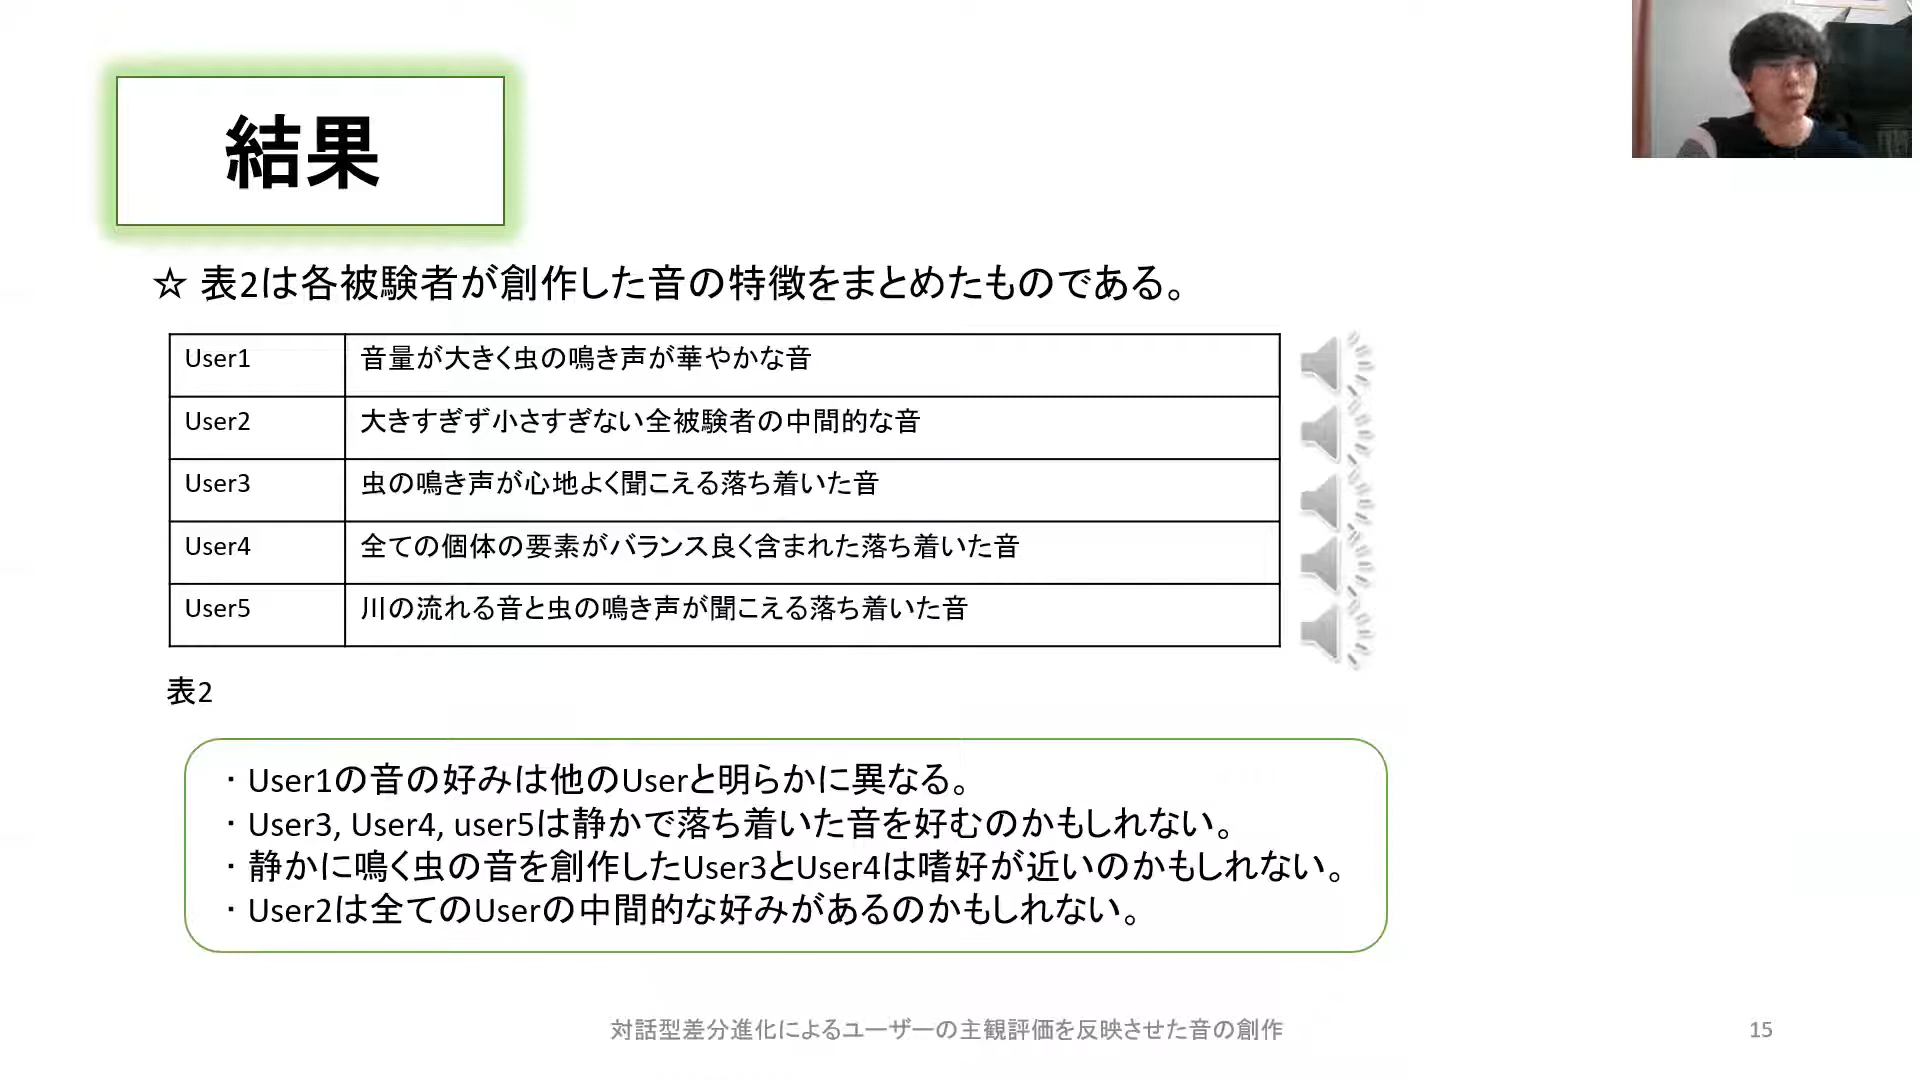 結果
☆ 表2は各被験者が創作した音の特徴をまとめたものである。
User1 音量が大きく虫の鳴き声が華やかな音
User2 大きすぎず小さすぎない全被験者の中間的な音
User3 虫の鳴き声が心地よく聞こえる落ち着いた音
User4 全ての個体の要素がバランス良く含まれた落ち着いた音
User5 川の流れる音と虫の鳴き声が聞こえる落ち着いた音
表2
・User1の音の好みは他のUserと明らかに異なる。
・User3, User4, user5は静かで落ち着いた音を好むのかもしれない。
・静かに鳴く虫の音を創作したUser3とUser4は嗜好が近いのかもしれない。
・User2は全てのUserの中間的な好みがあるのかもしれない。
対話型差分進化によるユーザーの主観評価を反映させた音の創作
15